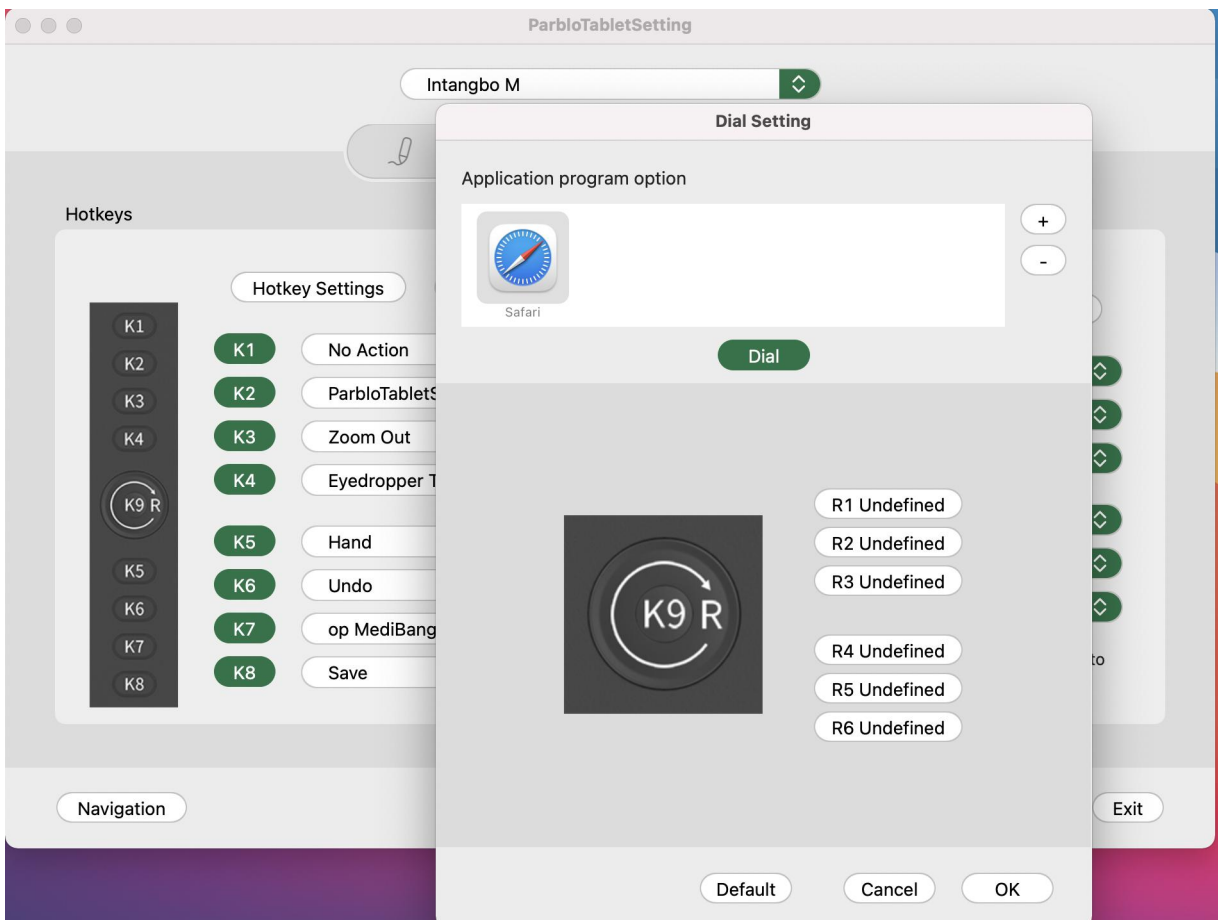 ParbloTabletSetting
Intangbo M
Dial Setting
Application program option
+
-
Safari
Dial
Hotkeys
Hotkey Settings
K1
K2
K3
K4
K9 R
K5
K6
K7
K8
K1 No Action
K2 ParbloTabletS
K3 Zoom Out
K4 Eyedropper T
K5 Hand
K6 Undo
K7 op MediBang
K8 Save
K9 R
R1 Undefined
R2 Undefined
R3 Undefined
R4 Undefined
R5 Undefined
R6 Undefined
to
Navigation
Exit
Default
Cancel
OK